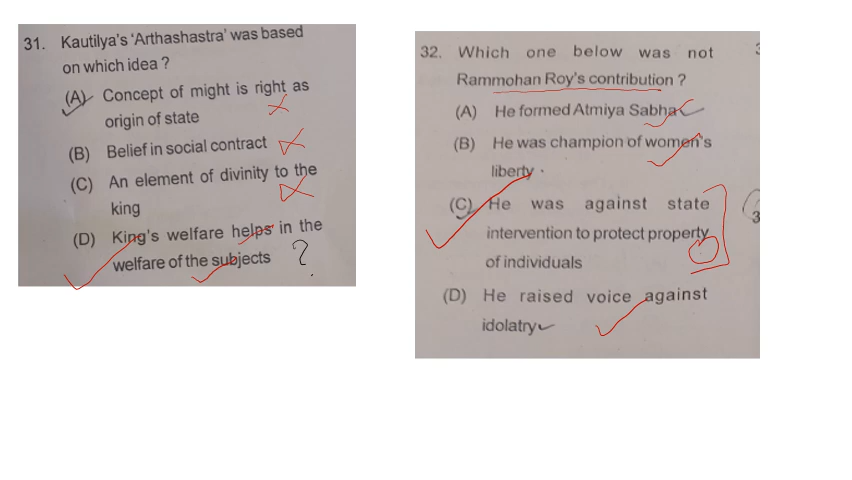 31. Kautilya's 'Arthashastra' was based
on which idea ?
(A) Concept of might is right as
origin of state
(B) Belief in social contract
(C) An element of divinity to the
king
(D) King's welfare helps in the
welfare of the subjects ?
32. Which one below was not
Rammohan Roy's contribution ?
(A) He formed Atmiya Sabha
(B) He was champion of women's
liberty
(C) He was against state
intervention to protect property
of individuals
(D) He raised voice against
idolatry
3
3